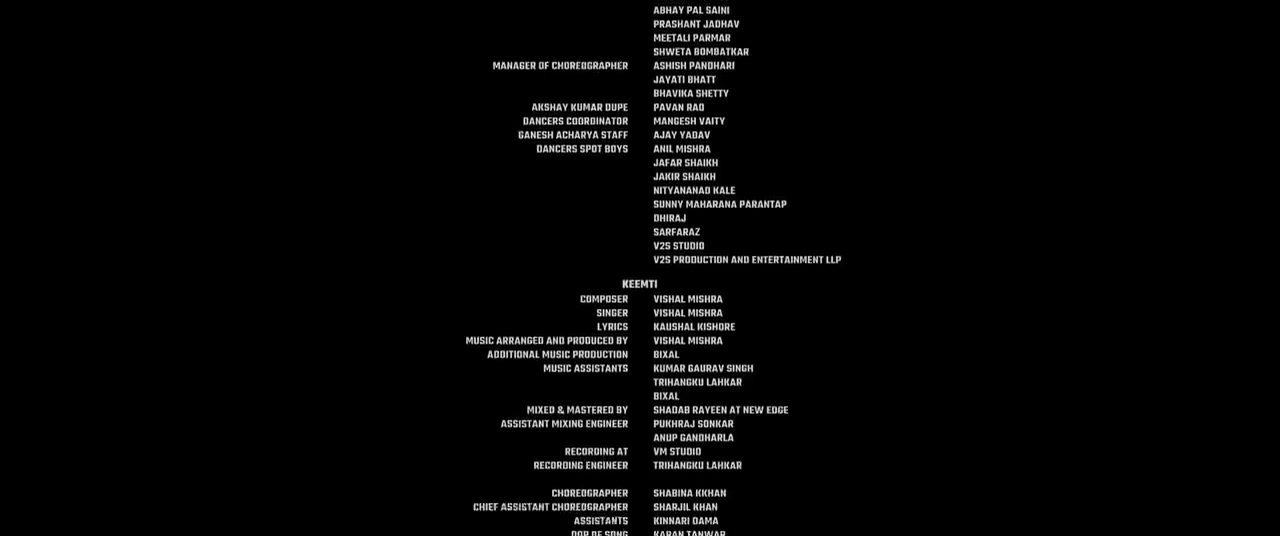 ABHAY PAL SAINI
PRASHANT JADHAV
MEETALI PARMAR
SHWETA BOMBATKAR
MANAGER OF CHOREOGRAPHER ASHISH PANDHARI
JAYATI BHATT
BHAVIKA SHETTY
AKSHAY KUMAR DUPE PAVAN RAO
DANCERS COORDINATOR MANGESH VAITY
GANESH ACHARYA STAFF AJAY YADAV
DANCERS SPOT BOYS ANIL MISHRA
JAFAR SHAIKH
JAKIR SHAIKH
NITYANANAD KALE
SUNNY MAHARANA PARANTAP
DHIRAJ
SARFARAZ
V2S STUDIO
V2S PRODUCTION AND ENTERTAINMENT LLP
KEEMTI
COMPOSER VISHAL MISHRA
SINGER VISHAL MISHRA
LYRICS KAUSHAL KISHORE
MUSIC ARRANGED AND PRODUCED BY VISHAL MISHRA
ADDITIONAL MUSIC PRODUCTION BIXAL
MUSIC ASSISTANTS KUMAR GAURAV SINGH
TRIHANGKU LAHKAR
BIXAL
MIXED & MASTERED BY SHADAB RAYEEN AT NEW EDGE
ASSISTANT MIXING ENGINEER PUKHRAJ SONKAR
ANUP GANDHARLA
RECORDING AT VM STUDIO
RECORDING ENGINEER TRIHANGKU LAHKAR
CHOREOGRAPHER SHABINA KKHAN
CHIEF ASSISTANT CHOREOGRAPHER SHARJIL KHAN
ASSISTANTS KINNARI DAMA
DOP OF SONG KARAN TANWAR